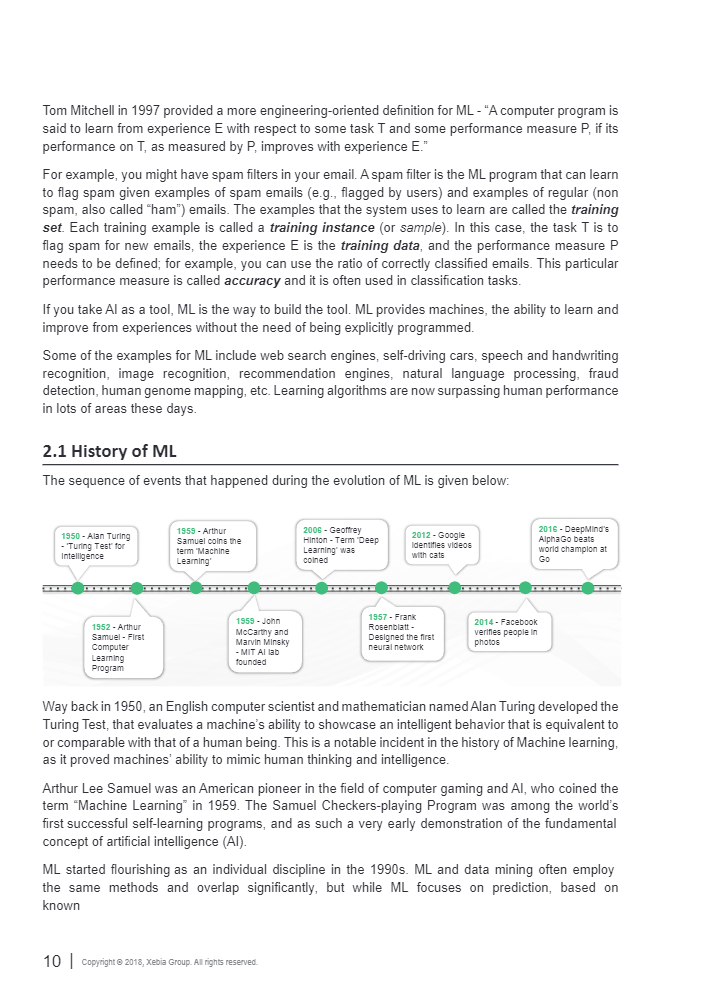 Tom Mitchell in 1997 provided a more engineering-oriented definition for ML - “A computer program is
said to learn from experience E with respect to some task T and some performance measure P, if its
performance on T, as measured by P, improves with experience E.”
For example, you might have spam filters in your email. A spam filter is the ML program that can learn
to flag spam given examples of spam emails (e.g., flagged by users) and examples of regular (non
spam, also called “ham”) emails. The examples that the system uses to learn are called the training
set. Each training example is called a training instance (or sample). In this case, the task T is to
flag spam for new emails, the experience E is the training data, and the performance measure P
needs to be defined; for example, you can use the ratio of correctly classified emails. This particular
performance measure is called accuracy and it is often used in classification tasks.
If you take AI as a tool, ML is the way to build the tool. ML provides machines, the ability to learn and
improve from experiences without the need of being explicitly programmed.
Some of the examples for ML include web search engines, self-driving cars, speech and handwriting
recognition, image recognition, recommendation engines, natural language processing, fraud
detection, human genome mapping, etc. Learning algorithms are now surpassing human performance
in lots of areas these days.
2.1 History of ML
The sequence of events that happened during the evolution of ML is given below:
1950 - Alan Turing
- ‘Turing Test’ for
Intelligence
1959 - Arthur
Samuel coins the
term ‘Machine
Learning’
2006 - Geoffrey
Hinton - Term ‘Deep
Learning’ was
coined
2012 - Google
identifies videos
with cats
2016 - DeepMind's
AlphaGo beats
world champion at
Go
1952 - Arthur
Samuel - First
Computer
Learning
Program
1959 - John
McCarthy and
Marvin Minsky
- MIT AI lab
founded
1957 - Frank
Rosenblatt -
Designed the first
neural network
2014 - Facebook
verifies people in
photos
Way back in 1950, an English computer scientist and mathematician named Alan Turing developed the
Turing Test, that evaluates a machine’s ability to showcase an intelligent behavior that is equivalent to
or comparable with that of a human being. This is a notable incident in the history of Machine learning,
as it proved machines’ ability to mimic human thinking and intelligence.
Arthur Lee Samuel was an American pioneer in the field of computer gaming and AI, who coined the
term “Machine Learning” in 1959. The Samuel Checkers-playing Program was among the world’s
first successful self-learning programs, and as such a very early demonstration of the fundamental
concept of artificial intelligence (AI).
ML started flourishing as an individual discipline in the 1990s. ML and data mining often employ
the same methods and overlap significantly, but while ML focuses on prediction, based on
known
10 | Copyright © 2018, Xebia Group. All rights reserved.